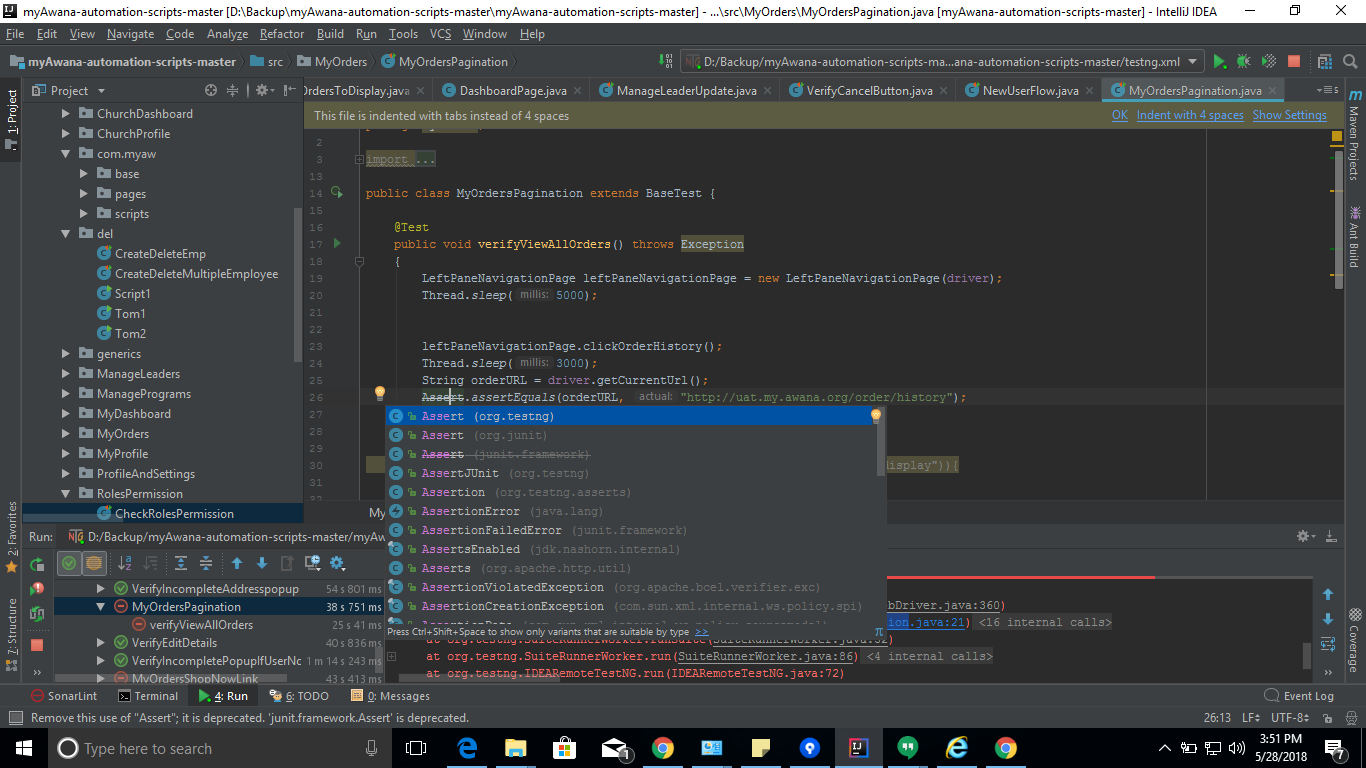 myAwana-automation-scripts-master [D:\Backup\myAwana-automation-scripts-master\myAwana-automation-scripts-master] - ...\src\MyOrders\MyOrdersPagination.java [myAwana-automation-scripts-master] - IntelliJ IDEA
File Edit View Navigate Code Analyze Refactor Build Run Tools VCS Window Help
myAwana-automation-scripts-master src MyOrders MyOrdersPagination D:/Backup/myAwana-automation-scripts-ma...ana-automation-scripts-master/testng.xml
Project OrdersToDisplay.java DashboardPage.java ManageLeaderUpdate.java VerifyCancelButton.java NewUserFlow.java MyOrdersPagination.java
1: Project
ChurchDashboard
ChurchProfile
com.myaw
base
pages
scripts
del
CreateDeleteEmp
CreateDeleteMultipleEmployee
Script1
Tom1
Tom2
generics
ManageLeaders
ManagePrograms
MyDashboard
MyOrders
MyProfile
ProfileAndSettings
RolesPermission
CheckRolesPermission
This file is indented with tabs instead of 4 spaces OK Indent with 4 spaces Show Settings
2
3 import ...
13
14 public class MyOrdersPagination extends BaseTest {
15
16 @Test
17 public void verifyViewAllOrders() throws Exception
18 {
19 LeftPaneNavigationPage leftPaneNavigationPage = new LeftPaneNavigationPage(driver);
20 Thread.sleep( millis: 5000);
21
22
23 leftPaneNavigationPage.clickOrderHistory();
24 Thread.sleep( millis: 3000);
25 String orderURL = driver.getCurrentUrl();
26 Assert.assertEquals(orderURL, actual: "http://uat.my.awana.org/order/history");
27
28
29
30 display")){
31
Assert (org.testng)
Assert (org.junit)
Assert (junit.framework)
AssertJUnit (org.testng)
Assertion (org.testng.asserts)
AssertionError (java.lang)
AssertionFailedError (junit.framework)
AssertsEnabled (jdk.nashorn.internal)
Asserts (org.apache.http.util)
AssertionViolatedException (org.apache.bcel.verifier.exc)
AssertionCreationException (com.sun.xml.internal.ws.policy.spi)
Press Ctrl+Shift+Space to show only variants that are suitable by type >> π
My
Maven Projects
Ant Build
Coverage
2: Favorites
7: Structure
Run: D:/Backup/myAwana-automation-scripts-master/myAw
VerifyIncompleteAddresspopup 54 s 801 ms
MyOrdersPagination 38 s 751 ms
verifyViewAllOrders 25 s 41 ms
VerifyEditDetails 40 s 836 ms
VerifyIncompletePopupIfUserNc 1 m 14 s 243 ms
MyOrdersShopNowLink 43 s 413 ms
bDriver.java:360)
ion.java:21) <16 internal calls>
at org.testng.SuiteRunnerWorker.run(SuiteRunnerWorker.java:86) <4 internal calls>
at org.testng.IDEARemoteTestNG.run(IDEARemoteTestNG.java:72)
SonarLint Terminal 4: Run 6: TODO 0: Messages Event Log
Remove this use of "Assert"; it is deprecated. 'junit.framework.Assert' is deprecated. 26:13 LF UTF-8
Type here to search
1
3:51 PM
5/28/2018
7